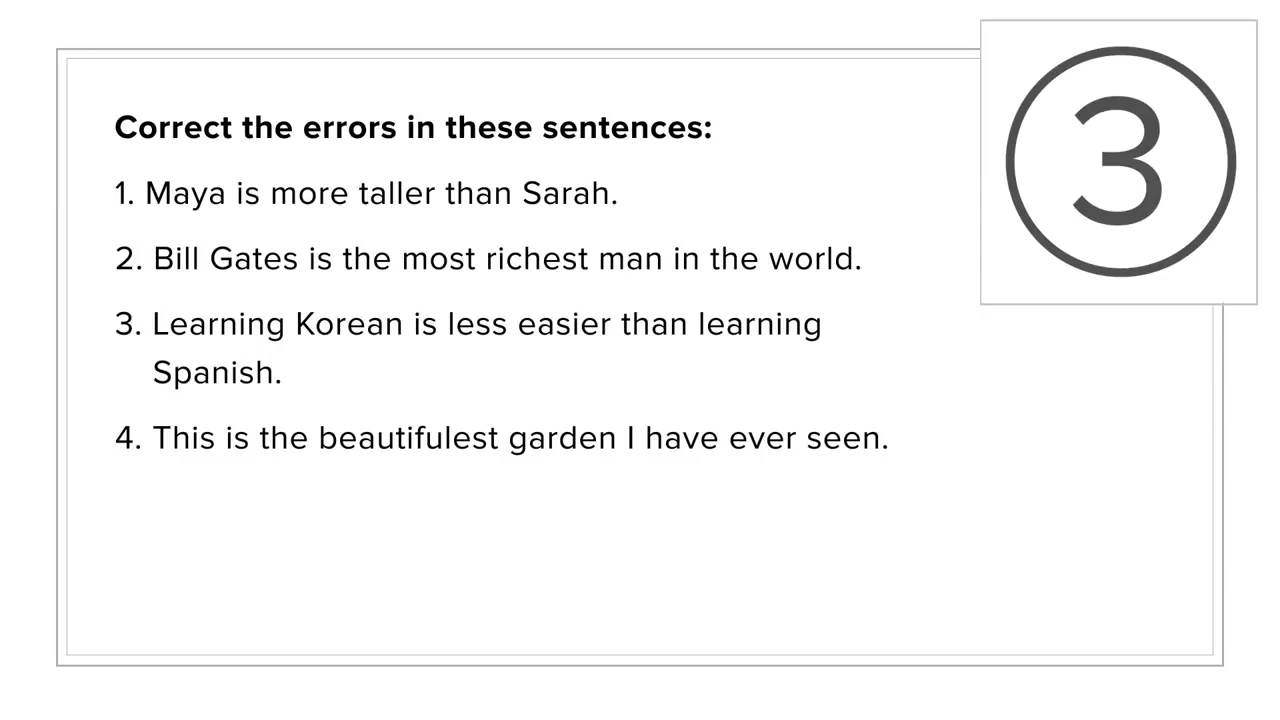 3
Correct the errors in these sentences:
1. Maya is more taller than Sarah.
2. Bill Gates is the most richest man in the world.
3. Learning Korean is less easier than learning
Spanish.
4. This is the beautifulest garden I have ever seen.